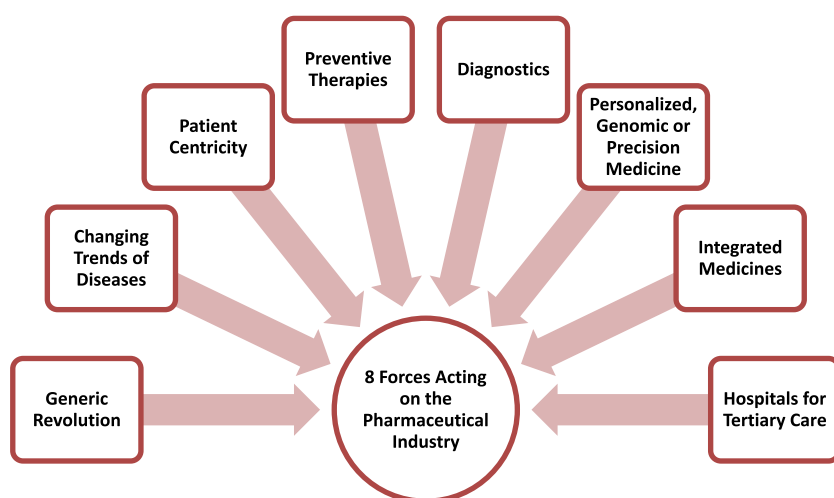 Preventive
Therapies
Diagnostics
Patient
Centricity
Personalized,
Genomic or
Precision
Medicine
Changing
Trends of
Diseases
Integrated
Medicines
Generic
Revolution
8 Forces Acting
on the
Pharmaceutical
Industry
Hospitals for
Tertiary Care